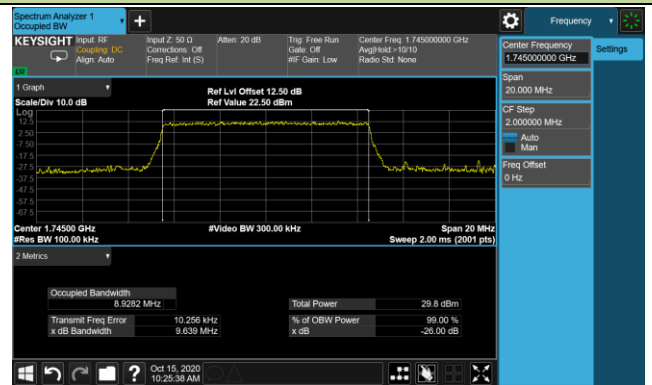 Spectrum Analyzer 1
Occupied BW
Frequency
KEYSIGHT
Input: RF
Coupling: DC
Align: Auto
Input Z: 50 Ω
Corrections: Off
Freq Ref: Int (S)
Atten: 20 dB
Trig: Free Run
Gate: Off
#IF Gain: Low
Center Freq: 1.745000000 GHz
Avg|Hold:>10/10
Radio Std: None
Center Frequency
1.745000000 GHz
Settings
Span
20.000 MHz
CF Step
2.000000 MHz
Auto
Man
Freq Offset
0 Hz
1 Graph
Scale/Div 10.0 dB
Ref Lvl Offset 12.50 dB
Ref Value 22.50 dBm
Log
12.5
2.50
-7.50
-17.5
-27.5
-37.5
-47.5
-57.5
-67.5
Center 1.74500 GHz
#Res BW 100.00 kHz
#Video BW 300.00 kHz
Span 20 MHz
Sweep 2.00 ms (2001 pts)
2 Metrics
Occupied Bandwidth
8.9282 MHz
Total Power 29.8 dBm
Transmit Freq Error 10.256 kHz
% of OBW Power 99.00 %
x dB Bandwidth 9.639 MHz
x dB -26.00 dB
?
Oct 15, 2020
10:25:38 AM